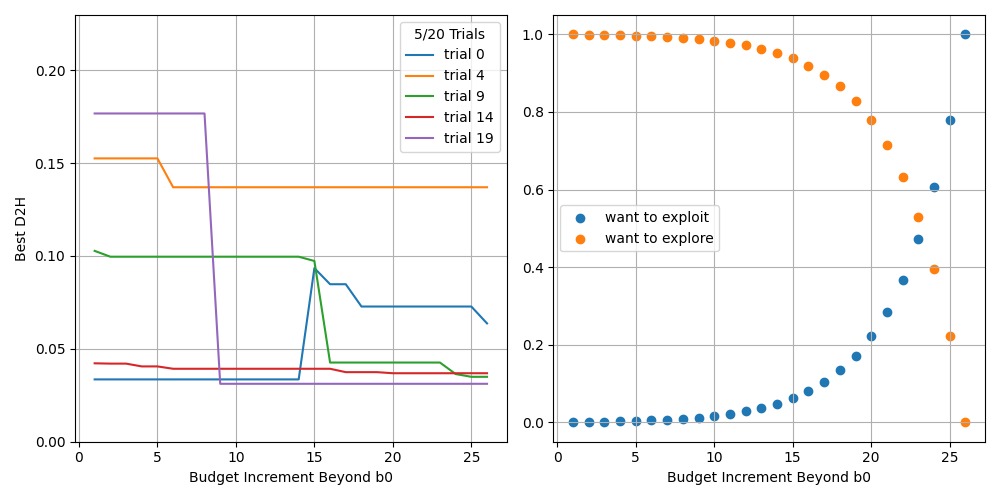 5/20 Trials
trial 0
trial 4
trial 9
trial 14
trial 19
Best D2H
0.20
0.15
0.10
0.05
0.00
0 5 10 15 20 25
Budget Increment Beyond b0
want to exploit
want to explore
1.0
0.8
0.6
0.4
0.2
0.0
0 5 10 15 20 25
Budget Increment Beyond b0